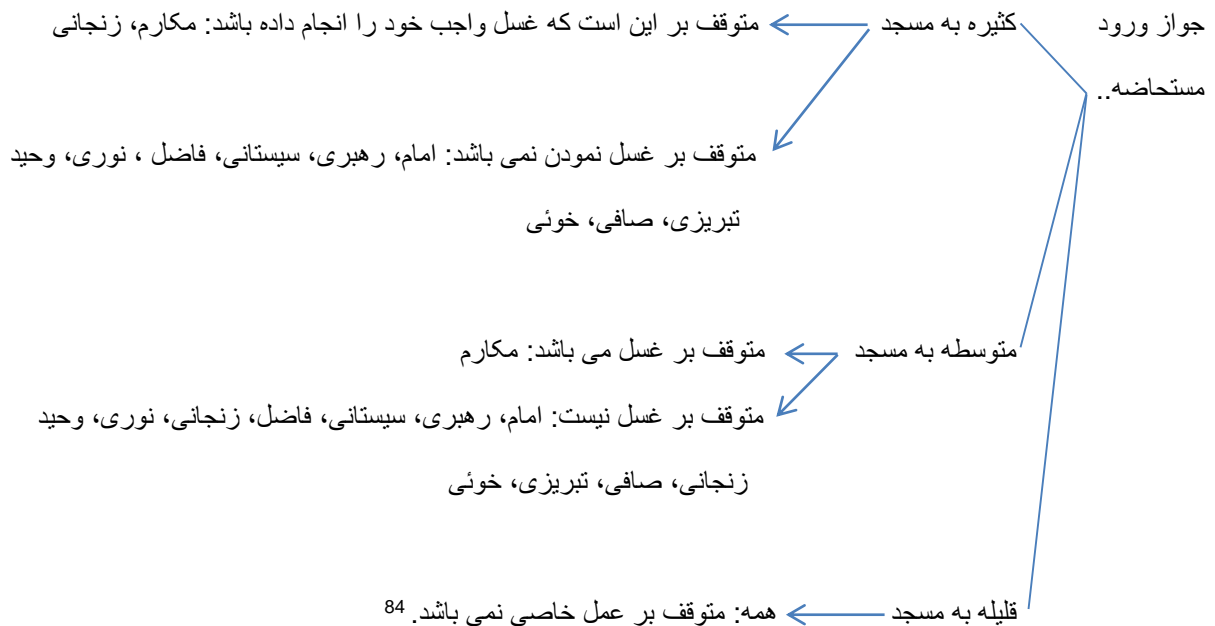 جواز ورود کثیره به مسجد متوقف بر این است که غسل واجب خود را انجام داده باشد: مکارم، زنجانی
مستحاضه..
متوقف بر غسل نمودن نمی باشد: امام، رهبری، سیستانی، فاضل ، نوری، وحید
تبریزی، صافی، خوئی
متوسطه به مسجد متوقف بر غسل می باشد: مکارم
متوقف بر غسل نیست: امام، رهبری، سیستانی، فاضل، زنجانی، نوری، وحید
زنجانی، صافی، تبریزی، خوئی
قلیله به مسجد همه: متوقف بر عمل خاصی نمی باشد. 84